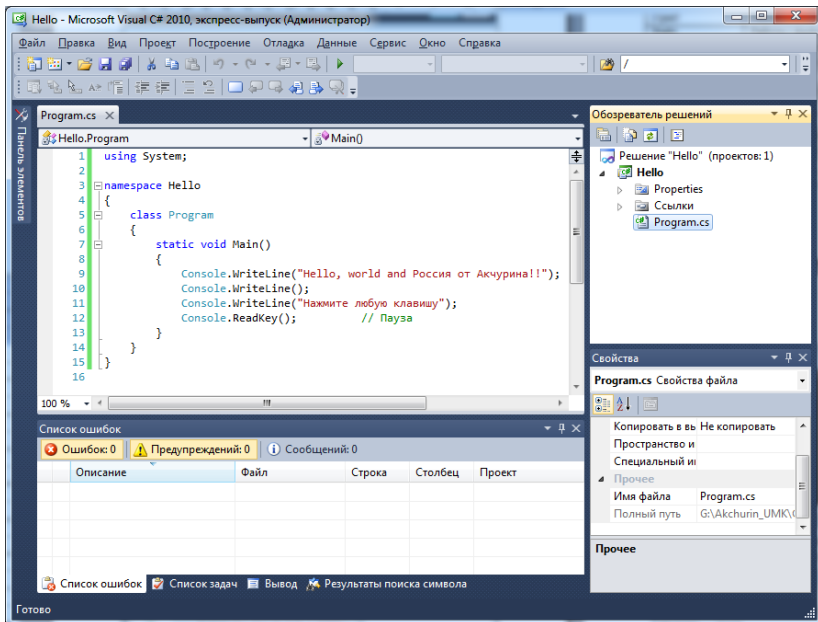 Hello - Microsoft Visual C# 2010, экспресс-выпуск (Администратор)
Файл Правка Вид Проект Построение Отладка Данные Сервис Окно Справка
/
Панель элементов
Program.cs
Hello.Program Main()
1 using System;
2
3 namespace Hello
4 {
5 class Program
6 {
7 static void Main()
8 {
9 Console.WriteLine("Hello, world and Россия от Акчурина!!");
10 Console.WriteLine();
11 Console.WriteLine("Нажмите любую клавишу");
12 Console.ReadKey(); // Пауза
13 }
14 }
15 }
16
100 %
Обозреватель решений
Решение "Hello" (проектов: 1)
Hello
Properties
Ссылки
Program.cs
Свойства
Program.cs Свойства файла
Копировать в вы Не копировать
Пространство и
Специальный и
Прочее
Имя файла Program.cs
Полный путь G:\Akchurin_UMK\
Прочее
Список ошибок
Ошибок: 0 Предупреждений: 0 Сообщений: 0
Описание Файл Строка Столбец Проект
Список ошибок Список задач Вывод Результаты поиска символа
Готово